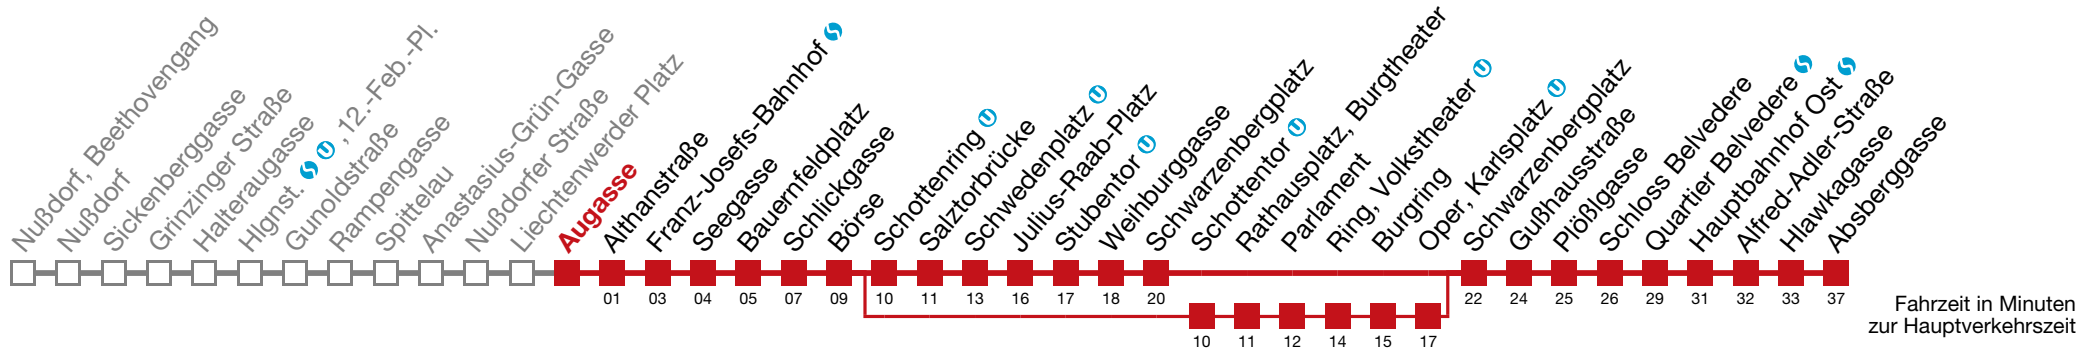 Nußdorf, Beethovengang
Nußdorf
Sickenberggasse
Grinzinger Straße
Halteraugasse
Hlgnst. S U , 12.-Feb.-Pl.
Gunoldstraße
Rampengasse
Spittelau
Anastasius-Grün-Gasse
Nußdorfer Straße
Liechtenwerder Platz
Augasse
Althanstraße
Franz-Josefs-Bahnhof S
Seegasse
Bauernfeldplatz
Schlickgasse
Börse
Schottenring U
Salztorbrücke
Schwedenplatz U
Julius-Raab-Platz
Stubentor U
Weihburggasse
Schwarzenbergplatz
Schottentor U
Rathausplatz, Burgtheater
Parlament
Ring, Volkstheater U
Burgring
Oper, Karlsplatz U
Schwarzenbergplatz
Gußhausstraße
Plößlgasse
Schloss Belvedere
Quartier Belvedere S
Hauptbahnhof Ost S
Alfred-Adler-Straße
Hlawkagasse
Absberggasse
01 03 04 05 07 09 10 11 13 16 17 18 20 22 24 25 26 29 31 32 33 37
10 11 12 14 15 17
Fahrzeit in Minuten
zur Hauptverkehrszeit